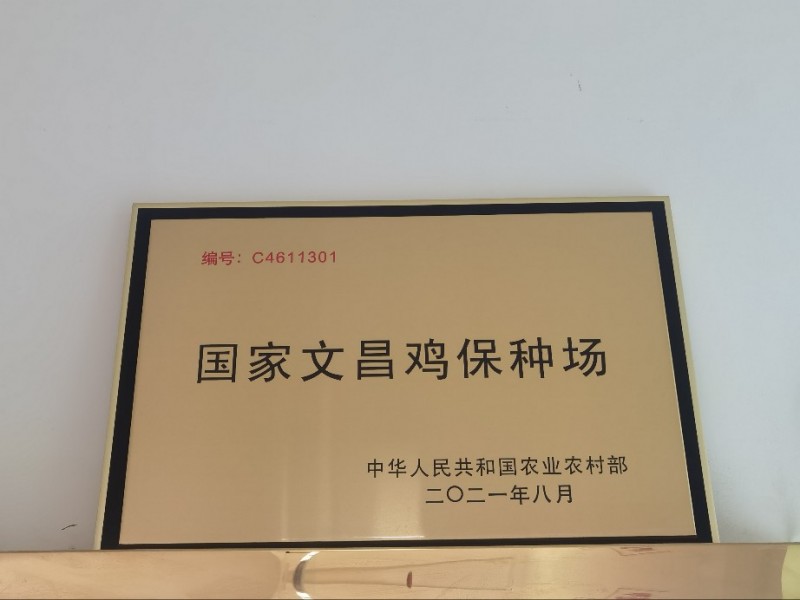 编号：C4611301
国家文昌鸡保种场
中华人民共和国农业农村部
二〇二一年八月